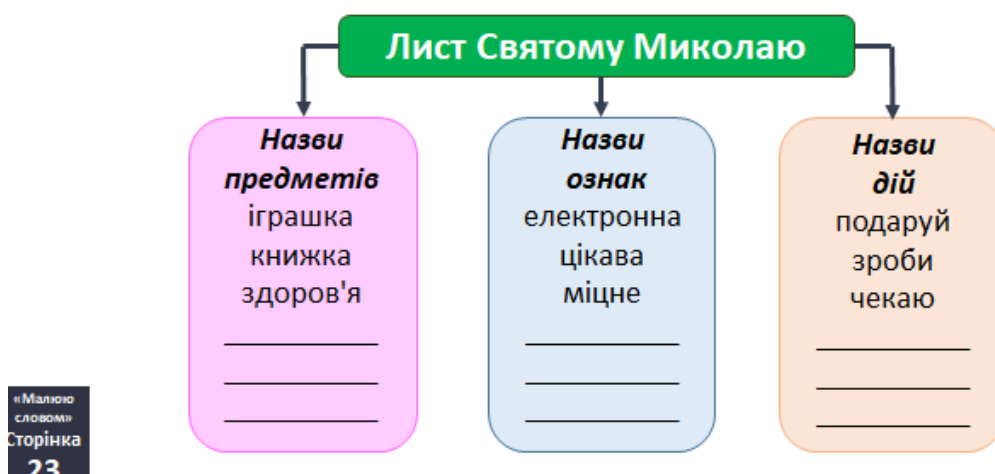 Лист Святому Миколаю
Назви
предметів
іграшка
книжка
здоров'я
Назви
ознак
електронна
цікава
міцне
Назви
дій
подаруй
зроби
чекаю
«Малюю
словом»
Сторінка
23